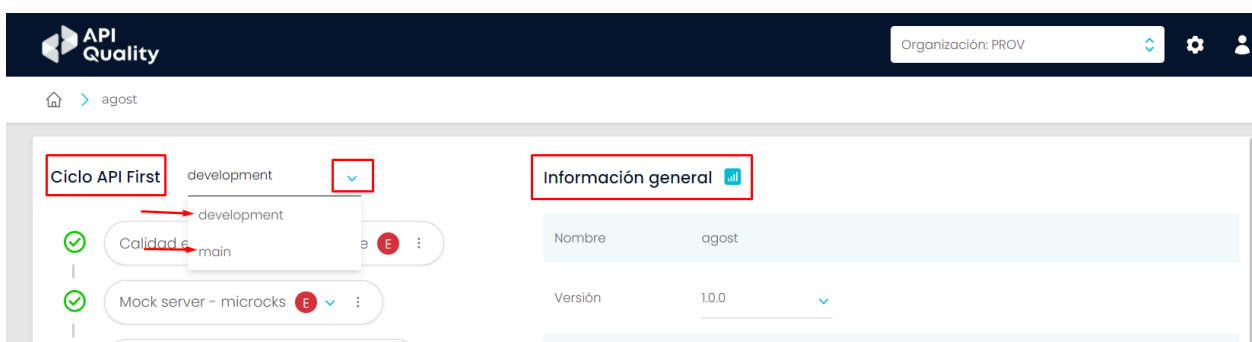 API
Quality
Organización: PROV
agost
Ciclo API First
development
development
main
Calidad e
e
E
Mock server - microcks
E
Información general
Nombre
agost
Versión
1.0.0